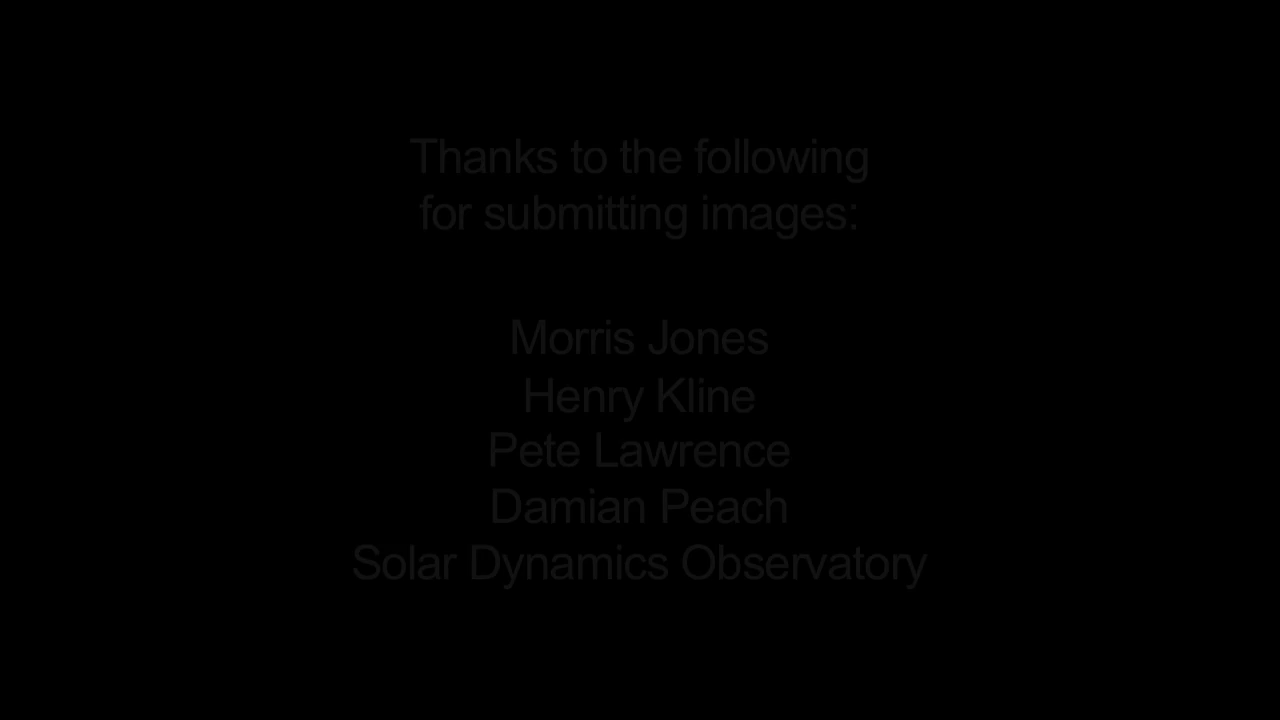 Thanks to the following
for submitting images:
Morris Jones
Henry Kline
Pete Lawrence
Damian Peach
Solar Dynamics Observatory